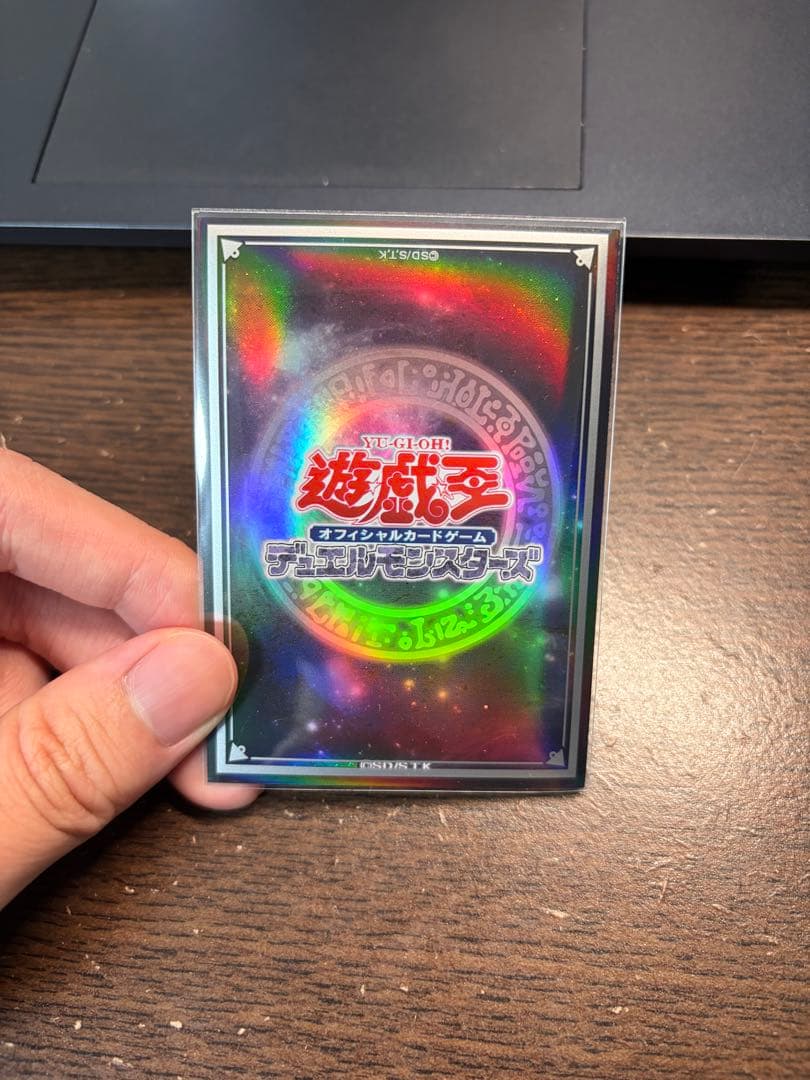 ©SD/S,T,K
YU-GI-OH!
遊戯王
オフィシャルカードゲーム
デュエルモンスターズ
©SD/S.T.K